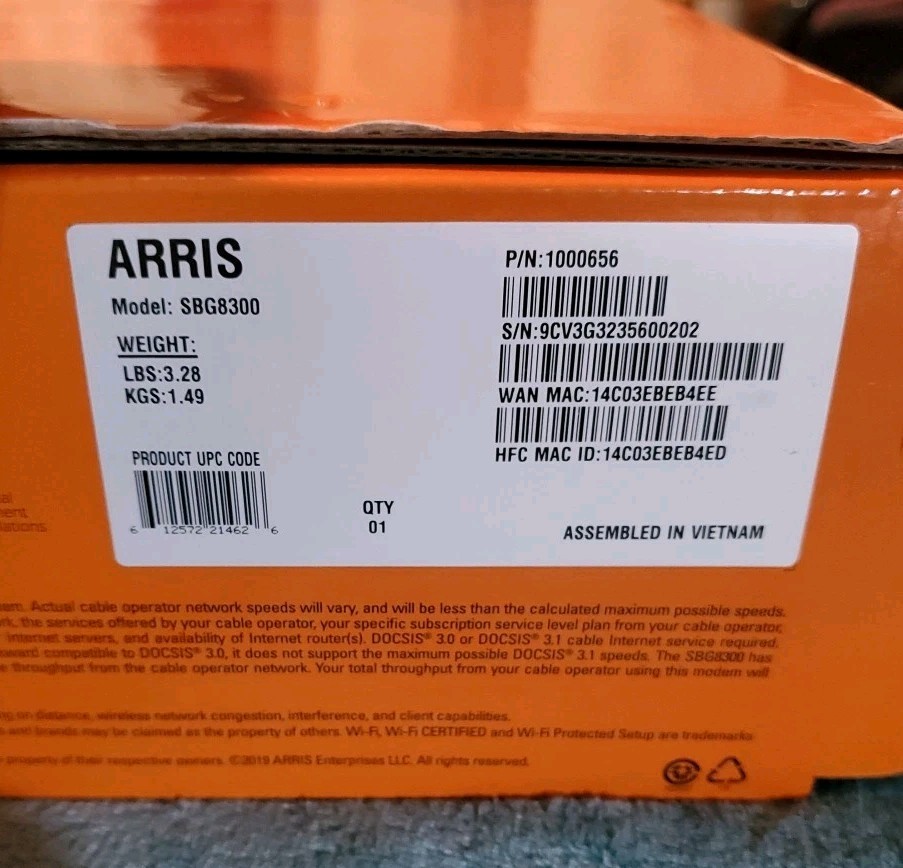 ARRIS
Model: SBG8300
WEIGHT:
LBS:3.28
KGS:1.49
PRODUCT UPC CODE
6 12572 21462 6
QTY
01
P/N:1000656
S/N:9CV3G3235600202
WAN MAC:14C03EBEB4EE
HFC MAC ID:14C03EBEB4ED
ASSEMBLED IN VIETNAM
al
ment
lations
Actual cable operator network speeds will vary, and will be less than the calculated maximum possible speeds.
the services offered by your cable operator, your specific subscription service level plan from your cable operator,
internet servers, and availability of Internet router(s). DOCSIS® 3.0 or DOCSIS® 3.1 cable Internet service required.
compatible to DOCSIS® 3.0, it does not support the maximum possible DOCSIS® 3.1 speeds. The SBG8300 has
throughput from the cable operator network. Your total throughput from your cable operator using this modem will
on distance, wireless network congestion, interference, and client capabilities.
and brands may be claimed as the property of others. Wi-Fi, Wi-Fi CERTIFIED and Wi-Fi Protected Setup are trademarks
property of their respective owners. ©2019 ARRIS Enterprises LLC. All rights reserved.